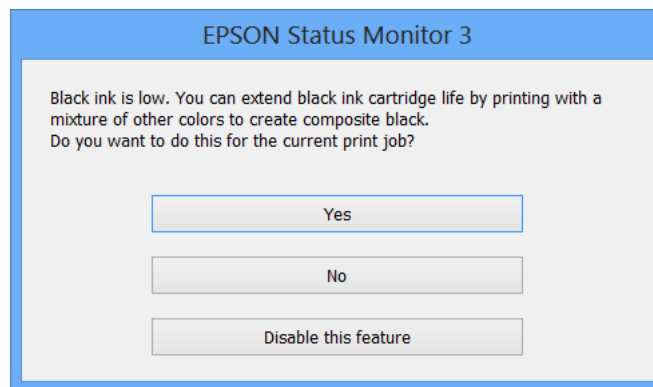 EPSON Status Monitor 3
Black ink is low. You can extend black ink cartridge life by printing with a
mixture of other colors to create composite black.
Do you want to do this for the current print job?
Yes
No
Disable this feature